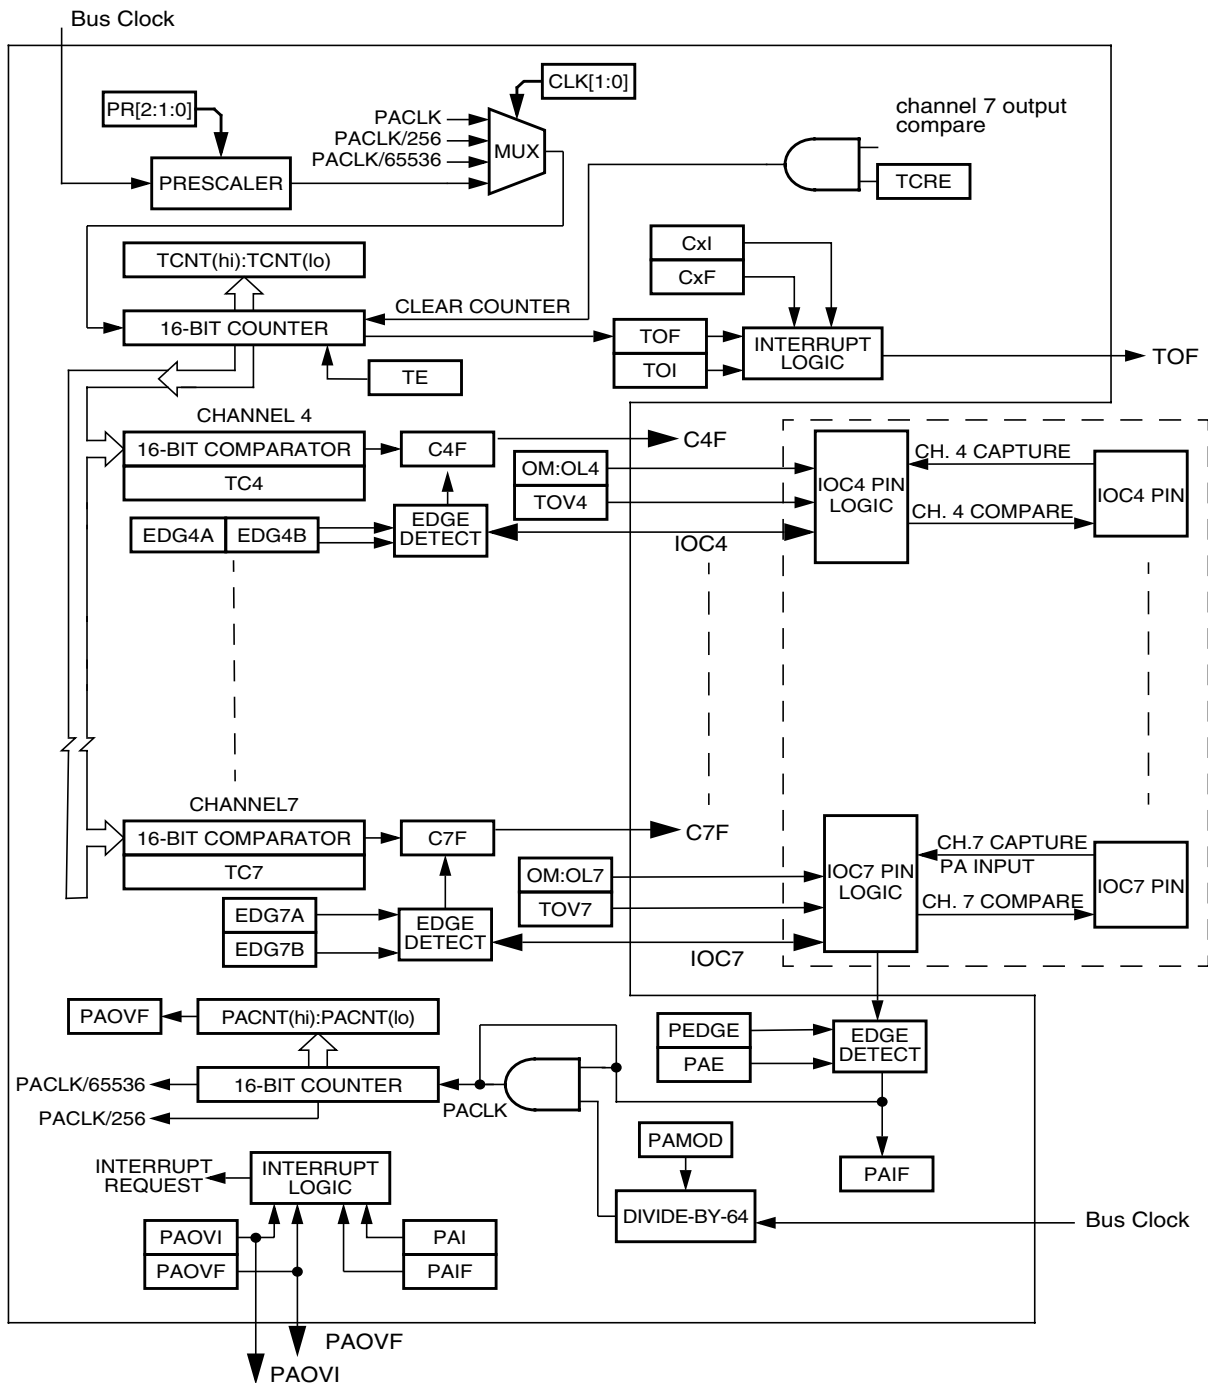 Bus Clock
CLK[1:0]
PR[2:1:0]
PACLK
PACLK/256
PACLK/65536
MUX
channel 7 output
compare
PRESCALER
TCRE
TCNT(hi):TCNT(lo)
CxI
CxF
CLEAR COUNTER
16-BIT COUNTER
TOF
TOI
INTERRUPT
LOGIC
TOF
TE
CHANNEL 4
16-BIT COMPARATOR
TC4
C4F
C4F
OM:OL4
TOV4
IOC4 PIN
LOGIC
CH. 4 CAPTURE
CH. 4 COMPARE
IOC4 PIN
EDG4A
EDG4B
EDGE
DETECT
IOC4
CHANNEL7
16-BIT COMPARATOR
TC7
C7F
C7F
OM:OL7
TOV7
IOC7 PIN
LOGIC
CH.7 CAPTURE
PA INPUT
CH. 7 COMPARE
IOC7 PIN
EDG7A
EDG7B
EDGE
DETECT
IOC7
PAOVF
PACNT(hi):PACNT(lo)
PEDGE
PAE
EDGE
DETECT
PACLK/65536
16-BIT COUNTER
PACLK
PACLK/256
PAMOD
PAIF
INTERRUPT
REQUEST
INTERRUPT
LOGIC
DIVIDE-BY-64
Bus Clock
PAOVI
PAOVF
PAI
PAIF
PAOVF
PAOVI